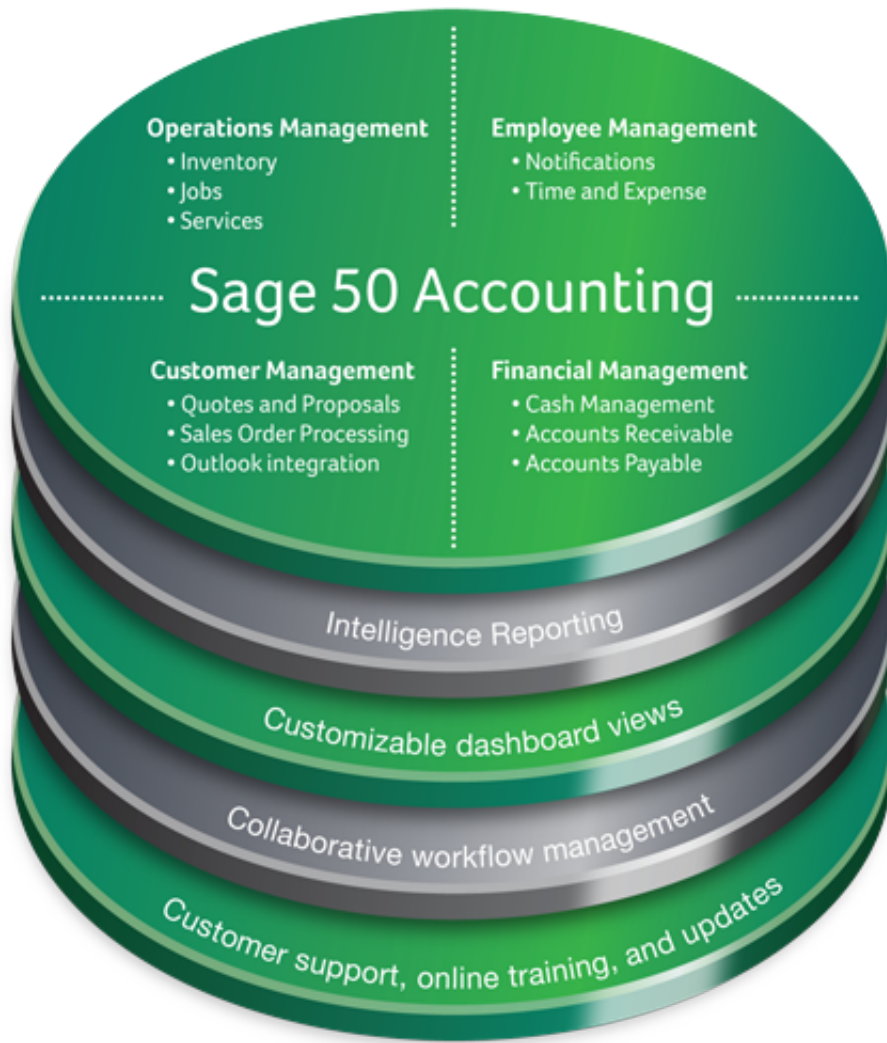 Operations Management
• Inventory
• Jobs
• Services
Employee Management
• Notifications
• Time and Expense
Sage 50 Accounting
Customer Management
• Quotes and Proposals
• Sales Order Processing
• Outlook integration
Financial Management
• Cash Management
• Accounts Receivable
• Accounts Payable
Intelligence Reporting
Customizable dashboard views
Collaborative workflow management
Customer support, online training, and updates